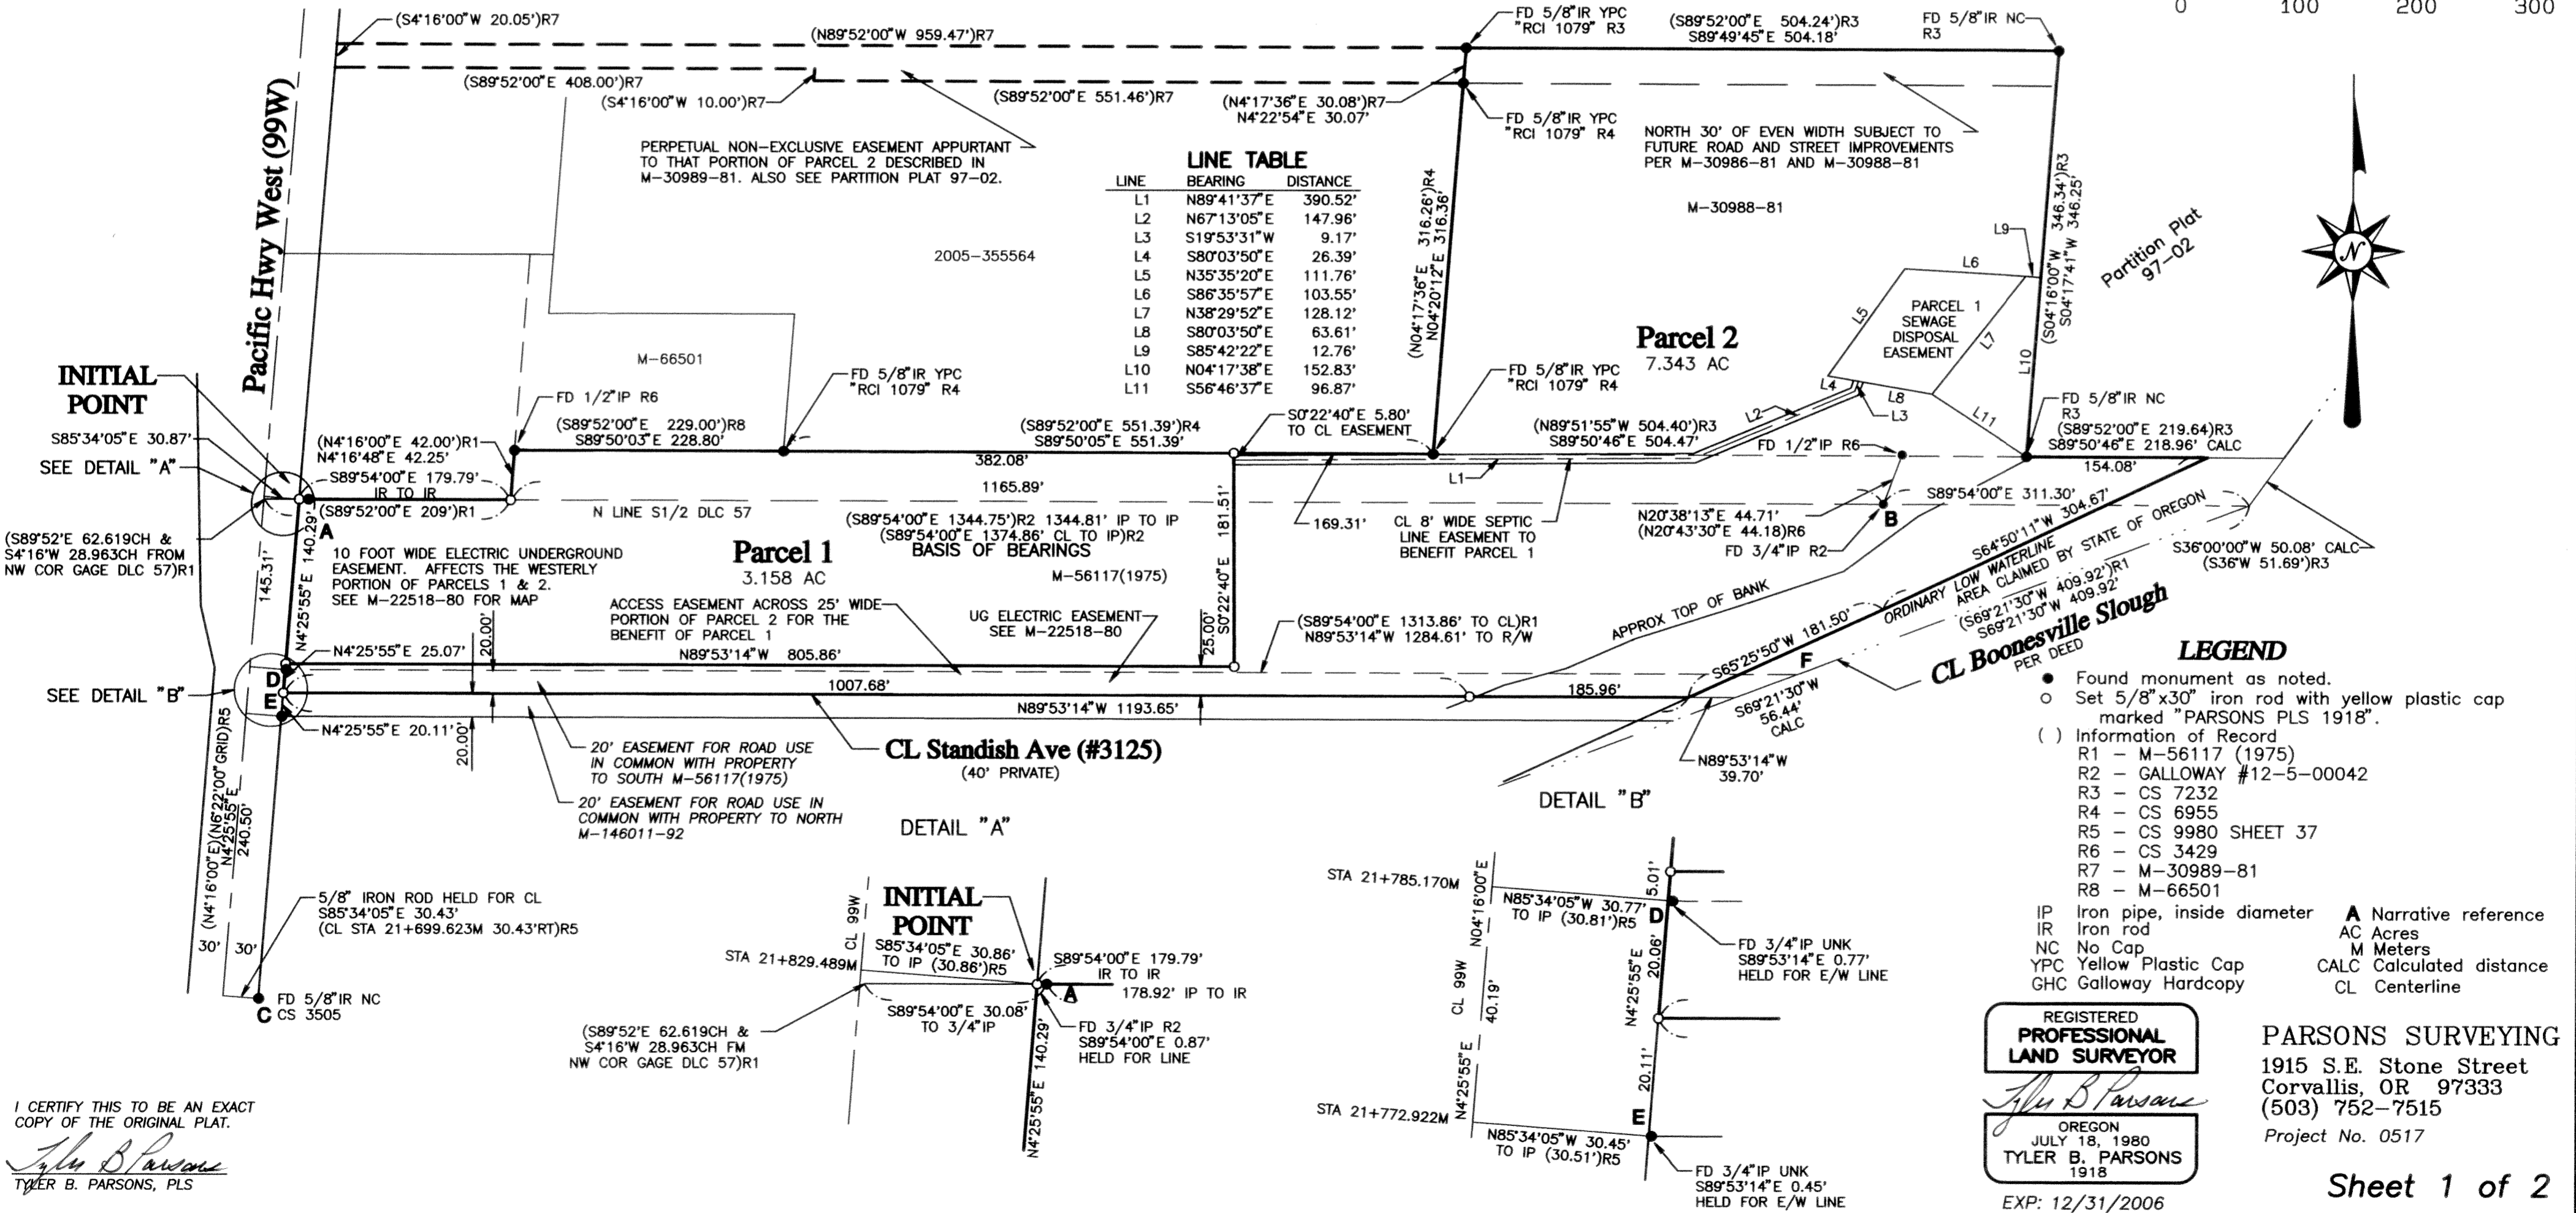 0 100 200 300
(S4°16'00"W 20.05')R7
(N89°52'00"W 959.47')R7
FD 5/8"IR YPC
"RCI 1079" R3
(S89°52'00"E 504.24')R3
S89°49'45"E 504.18'
FD 5/8"IR NC
R3
(S89°52'00"E 408.00')R7
(S4°16'00"W 10.00')R7
(S89°52'00"E 551.46')R7
(N4°17'36"E 30.08')R7
N4°22'54"E 30.07'
FD 5/8"IR YPC
"RCI 1079" R4
PERPETUAL NON-EXCLUSIVE EASEMENT APPURTANT
TO THAT PORTION OF PARCEL 2 DESCRIBED IN
M-30989-81. ALSO SEE PARTITION PLAT 97-02.
NORTH 30' OF EVEN WIDTH SUBJECT TO
FUTURE ROAD AND STREET IMPROVEMENTS
PER M-30986-81 AND M-30988-81
M-30988-81
LINE TABLE
LINE BEARING DISTANCE
L1 N89°41'37"E 390.52'
L2 N67°13'05"E 147.96'
L3 S19°53'31"W 9.17'
L4 S80°03'50"E 26.39'
L5 N35°35'20"E 111.76'
L6 S86°35'57"E 103.55'
L7 N38°29'52"E 128.12'
L8 S80°03'50"E 63.61'
L9 S85°42'22"E 12.76'
L10 N04°17'38"E 152.83'
L11 S56°46'37"E 96.87'
Pacific Hwy West (99W)
2005-355564
M-66501
(N04°17'36"E 316.26')R4
N04°20'12"E 316.36'
(S04°16'00"W 346.34')R3
S04°17'41"W 346.25'
Partition Plat
97-02
N
L9
L6
L5
PARCEL 1
SEWAGE
DISPOSAL
EASEMENT
L7
L10
L4
L8
L3
L2
L11
Parcel 2
7.343 AC
INITIAL
POINT
S85°34'05"E 30.87'
SEE DETAIL "A"
(N4°16'00"E 42.00')R1
N4°16'48"E 42.25'
S89°54'00"E 179.79'
IR TO IR
(S89°52'00"E 209')R1
A
FD 1/2"IP R6
(S89°52'00"E 229.00')R8
S89°50'03"E 228.80'
FD 5/8"IR YPC
"RCI 1079" R4
(S89°52'00"E 551.39')R4
S89°50'05"E 551.39'
382.08'
S0°22'40"E 5.80'
TO CL EASEMENT
FD 5/8"IR YPC
"RCI 1079" R4
(N89°51'55"W 504.40')R3
S89°50'46"E 504.47'
FD 1/2"IP R6
FD 5/8"IR NC
R3
(S89°52'00"E 219.64)R3
S89°50'46"E 218.96' CALC
154.08'
L1
1165.89'
N LINE S1/2 DLC 57
(S89°54'00"E 1344.75')R2 1344.81' IP TO IP
(S89°54'00"E 1374.86' CL TO IP)R2
BASIS OF BEARINGS
M-56117(1975)
S0°22'40"E 181.51'
169.31'
CL 8' WIDE SEPTIC
LINE EASEMENT TO
BENEFIT PARCEL 1
N20°38'13"E 44.71'
(N20°43'30"E 44.18)R6
FD 3/4"IP R2
B
S89°54'00"E 311.30'
S36°00'00"W 50.08' CALC
(S36°W 51.69')R3
(S89°52'E 62.619CH &
S4°16'W 28.963CH FROM
NW COR GAGE DLC 57)R1
145.31'
N4°25'55"E 140.29'
10 FOOT WIDE ELECTRIC UNDERGROUND
EASEMENT. AFFECTS THE WESTERLY
PORTION OF PARCELS 1 & 2.
SEE M-22518-80 FOR MAP
Parcel 1
3.158 AC
ACCESS EASEMENT ACROSS 25' WIDE
PORTION OF PARCEL 2 FOR THE
BENEFIT OF PARCEL 1
UG ELECTRIC EASEMENT
SEE M-22518-80
25.00'
(S89°54'00"E 1313.86' TO CL)R1
N89°53'14"W 1284.61' TO R/W
APPROX TOP OF BANK
S64°50'11"W 304.67'
ORDINARY LOW WATERLINE
AREA CLAIMED BY STATE OF OREGON
(S69°21'30"W 409.92')R1
S69°21'30"W 409.92'
CL Boonesville Slough
PER DEED
S65°25'50"W 181.50'
F
S69°21'30"W
56.44'
CALC
N89°53'14"W
39.70'
N4°25'55"E 25.07'
20.00'
N89°53'14"W 805.86'
D
E
SEE DETAIL "B"
1007.68'
185.96'
N89°53'14"W 1193.65'
N4°25'55"E 20.11'
20.00'
20' EASEMENT FOR ROAD USE
IN COMMON WITH PROPERTY
TO SOUTH M-56117(1975)
CL Standish Ave (#3125)
(40' PRIVATE)
20' EASEMENT FOR ROAD USE IN
COMMON WITH PROPERTY TO NORTH
M-146011-92
(N4°16'00"E)(N6°22'00"GRID)R5
N4°25'55"E
240.50'
30' 30'
5/8" IRON ROD HELD FOR CL
S85°34'05"E 30.43'
(CL STA 21+699.623M 30.43'RT)R5
FD 5/8"IR NC
C CS 3505
DETAIL "A"
CL 99W
INITIAL
POINT
STA 21+829.489M
S85°34'05"E 30.86'
TO IP (30.86')R5
S89°54'00"E 179.79'
IR TO IR
A
178.92' IP TO IR
S89°54'00"E 30.08'
TO 3/4"IP
(S89°52'E 62.619CH &
S4°16'W 28.963CH FM
NW COR GAGE DLC 57)R1
FD 3/4"IP R2
S89°54'00"E 0.87'
HELD FOR LINE
N4°25'55"E 140.29'
DETAIL "B"
STA 21+785.170M
N04°16'00"E
N85°34'05"W 30.77'
TO IP (30.81')R5
5.01'
D
FD 3/4"IP UNK
S89°53'14"E 0.77'
HELD FOR E/W LINE
CL 99W
40.19'
N4°25'55"E
N4°25'55"E 20.06'
20.11'
STA 21+772.922M
E
N85°34'05"W 30.45'
TO IP (30.51')R5
FD 3/4"IP UNK
S89°53'14"E 0.45'
HELD FOR E/W LINE
LEGEND
Found monument as noted.
Set 5/8"x30" iron rod with yellow plastic cap
marked "PARSONS PLS 1918".
( ) Information of Record
R1 - M-56117 (1975)
R2 - GALLOWAY #12-5-00042
R3 - CS 7232
R4 - CS 6955
R5 - CS 9980 SHEET 37
R6 - CS 3429
R7 - M-30989-81
R8 - M-66501
IP Iron pipe, inside diameter
IR Iron rod
NC No Cap
YPC Yellow Plastic Cap
GHC Galloway Hardcopy
A Narrative reference
AC Acres
M Meters
CALC Calculated distance
CL Centerline
REGISTERED
PROFESSIONAL
LAND SURVEYOR
Tyler B Parsons
OREGON
JULY 18, 1980
TYLER B. PARSONS
1918
EXP: 12/31/2006
PARSONS SURVEYING
1915 S.E. Stone Street
Corvallis, OR 97333
(503) 752-7515
Project No. 0517
Sheet 1 of 2
I CERTIFY THIS TO BE AN EXACT
COPY OF THE ORIGINAL PLAT.
Tyler B Parsons
TYLER B. PARSONS, PLS